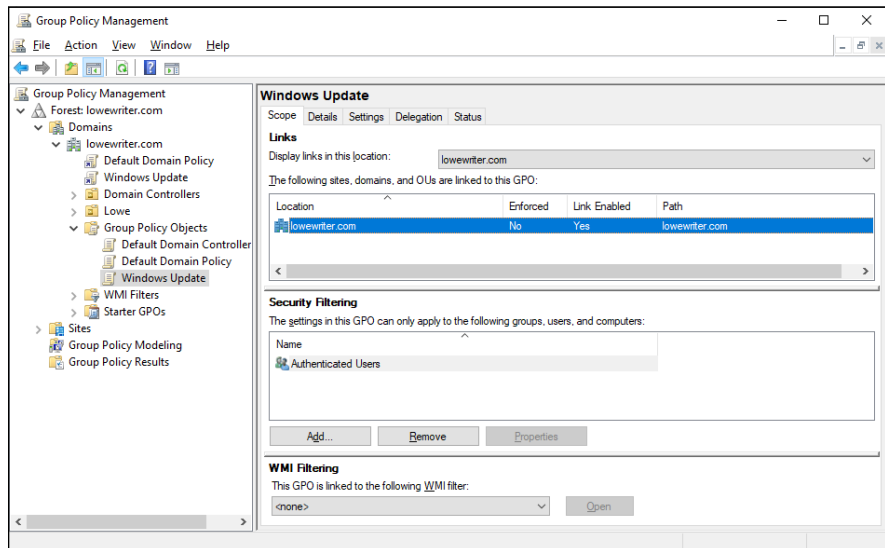 Group Policy Management
File Action View Window Help
Group Policy Management
Forest: lowewriter.com
Domains
lowewriter.com
Default Domain Policy
Windows Update
Domain Controllers
Lowe
Group Policy Objects
Default Domain Controller
Default Domain Policy
Windows Update
WMI Filters
Starter GPOs
Sites
Group Policy Modeling
Group Policy Results
Windows Update
Scope Details Settings Delegation Status
Links
Display links in this location: lowewriter.com
The following sites, domains, and OUs are linked to this GPO:
Location Enforced Link Enabled Path
lowewriter.com No Yes lowewriter.com
Security Filtering
The settings in this GPO can only apply to the following groups, users, and computers:
Name
Authenticated Users
Add... Remove Properties
WMI Filtering
This GPO is linked to the following WMI filter:
<none> Open